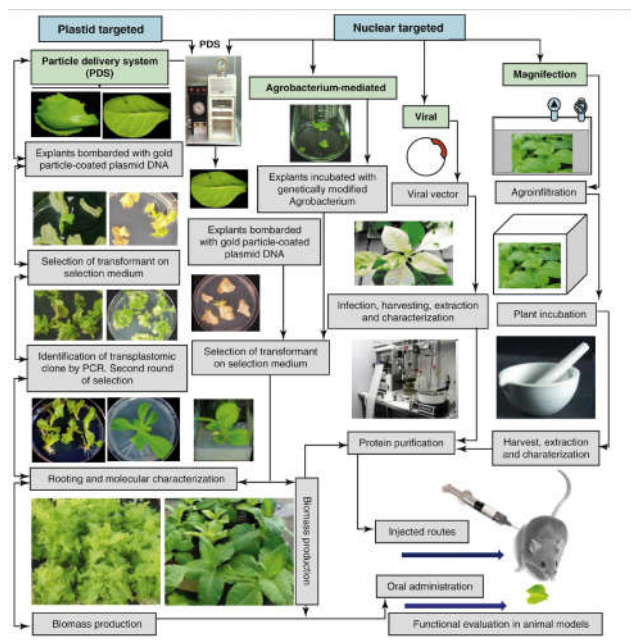 Plastid targeted
Nuclear targeted
PDS
Particle delivery system
(PDS)
Agrobacterium-mediated
Magnifection
Viral
Explants bombarded with gold
particle-coated plasmid DNA
Explants incubated with
genetically modified
Agrobacterium
Viral vector
Agroinfiltration
Explants bombarded
with gold particle-coated
plasmid DNA
Selection of transformant on
selection medium
Infection, harvesting, extraction
and characterization
Plant incubation
Identification of transplastomic
clone by PCR. Second round
of selection
Selection of transformant
on selection medium
Protein purification
Harvest, extraction
and charaterization
Rooting and molecular characterization
Biomass production
Injected routes
Oral administration
Biomass production
Functional evaluation in animal models